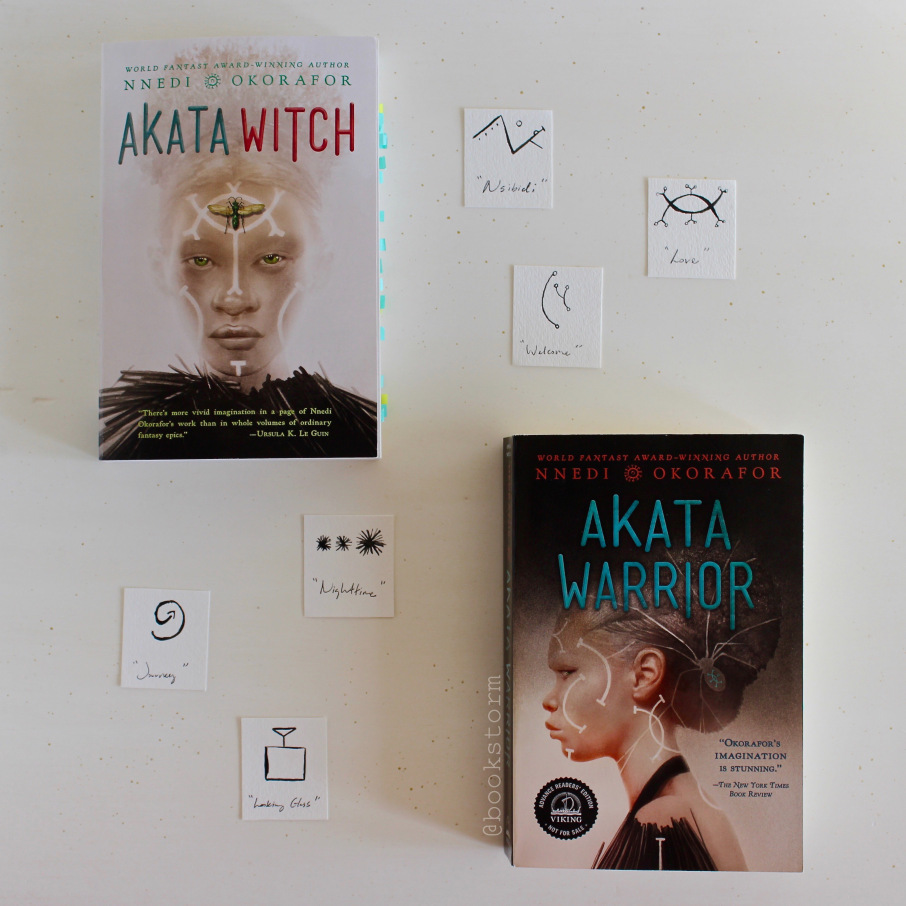 WORLD FANTASY AWARD-WINNING AUTHOR
NNEDI OKORAFOR
AKATA WITCH
"There's more vivid imagination in a page of Nnedi
Okorafor's work than in whole volumes of ordinary
fantasy epics." —URSULA K. LE GUIN
"Nsibidi"
"Love"
"Welcome"
"Nighttime"
"Journey"
"Looking Glass"
WORLD FANTASY AWARD-WINNING AUTHOR
NNEDI OKORAFOR
AKATA
WARRIOR
"OKORAFOR'S
IMAGINATION
IS STUNNING."
—THE NEW YORK TIMES
BOOK REVIEW
ADVANCE READERS' EDITION
VIKING
NOT FOR SALE
@bookstorm